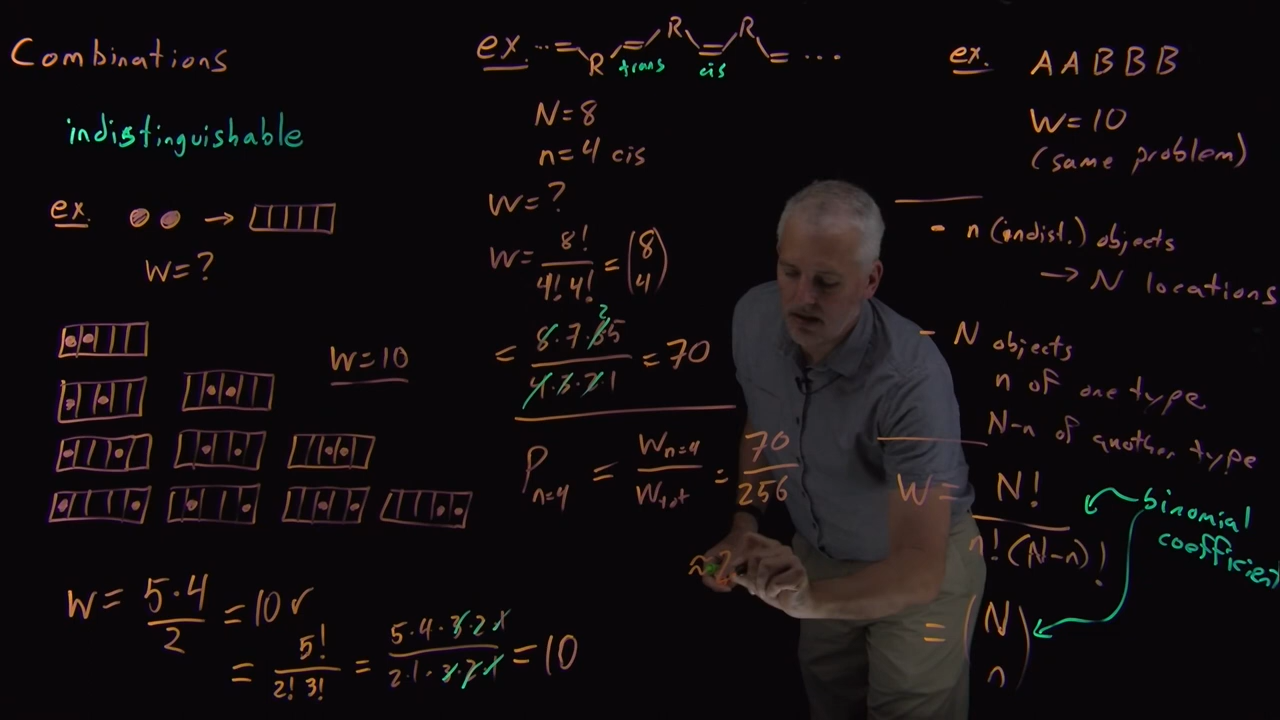 Combinations
indistinguishable
ex. →
W=?
W=10
W = 5·4 / 2 = 10 ✓
= 5! / 2! 3! = 5·4·3·2·1 / 2·1·3·2·1 = 10
ex. ... = R = R = R = ...
trans cis
N=8
n=4 cis
W=?
W= 8! / 4! 4! = (8 4)
= 8·7·6·5 / 4·3·2·1 = 70
2
P n=4 = W n=4 / W tot = 70 / 256
≈
ex. A A B B B
W=10
(same problem)
- n (indist.) objects
→ N locations
- N objects
n of one type
N-n of another type
W = N! / n! (N-n)!
binomial
coefficient
= (N n)